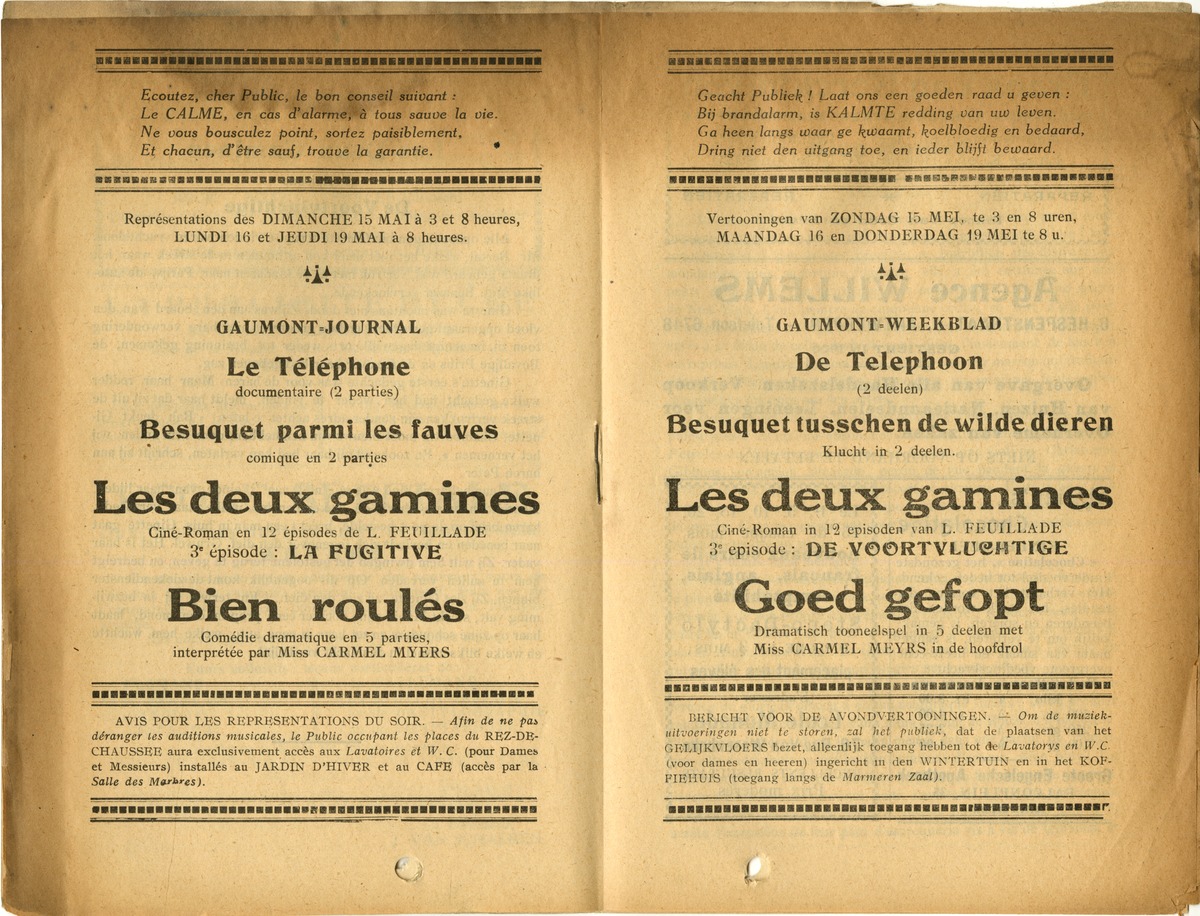 Ecoutez, cher Public, le bon conseil suivant :
Le CALME, en cas d'alarme, à tous sauve la vie.
Ne vous bousculez point, sortez paisiblement,
Et chacun, d'être sauf, trouve la garantie.
Représentations des DIMANCHE 15 MAI à 3 et 8 heures,
LUNDI 16 et JEUDI 19 MAI à 8 heures.
GAUMONT-JOURNAL
Le Téléphone
documentaire (2 parties)
Besuquet parmi les fauves
comique en 2 parties
Les deux gamines
Ciné-Roman en 12 épisodes de L. FEUILLADE
3e épisode : LA FUGITIVE
Bien roulés
Comédie dramatique en 5 parties,
interprétée par Miss CARMEL MYERS
AVIS POUR LES REPRESENTATIONS DU SOIR. — Afin de ne pas
déranger les auditions musicales, le Public occupant les places du REZ-DE-
CHAUSSEE aura exclusivement accès aux Lavatoires et W. C. (pour Dames
et Messieurs) installés au JARDIN D'HIVER et au CAFE (accès par la
Salle des Marbres).
Geacht Publiek ! Laat ons een goeden raad u geven :
Bij brandalarm, is KALMTE redding van uw leven.
Ga heen langs waar ge kwaamt, koelbloedig en bedaard,
Dring niet den uitgang toe, en ieder blijft bewaard.
Vertooningen van ZONDAG 15 MEI, te 3 en 8 uren,
MAANDAG 16 en DONDERDAG 19 MEI te 8 u.
GAUMONT-WEEKBLAD
De Telephoon
(2 deelen)
Besuquet tusschen de wilde dieren
Klucht in 2 deelen.
Les deux gamines
Ciné-Roman in 12 episoden van L. FEUILLADE
3e episode : DE VOORTVLUCHTIGE
Goed gefopt
Dramatisch tooneelspel in 5 deelen met
Miss CARMEL MEYRS in de hoofdrol
BERICHT VOOR DE AVONDVERTOONINGEN. — Om de muziek-
uitvoeringen niet te storen, zal het publiek, dat de plaatsen van het
GELIJKVLOERS bezet, alleenlijk toegang hebben tot de Lavatorys en W.C.
(voor dames en heeren) ingericht in den WINTERTUIN en in het KOF-
FIEHUIS (toegang langs de Marmeren Zaal).